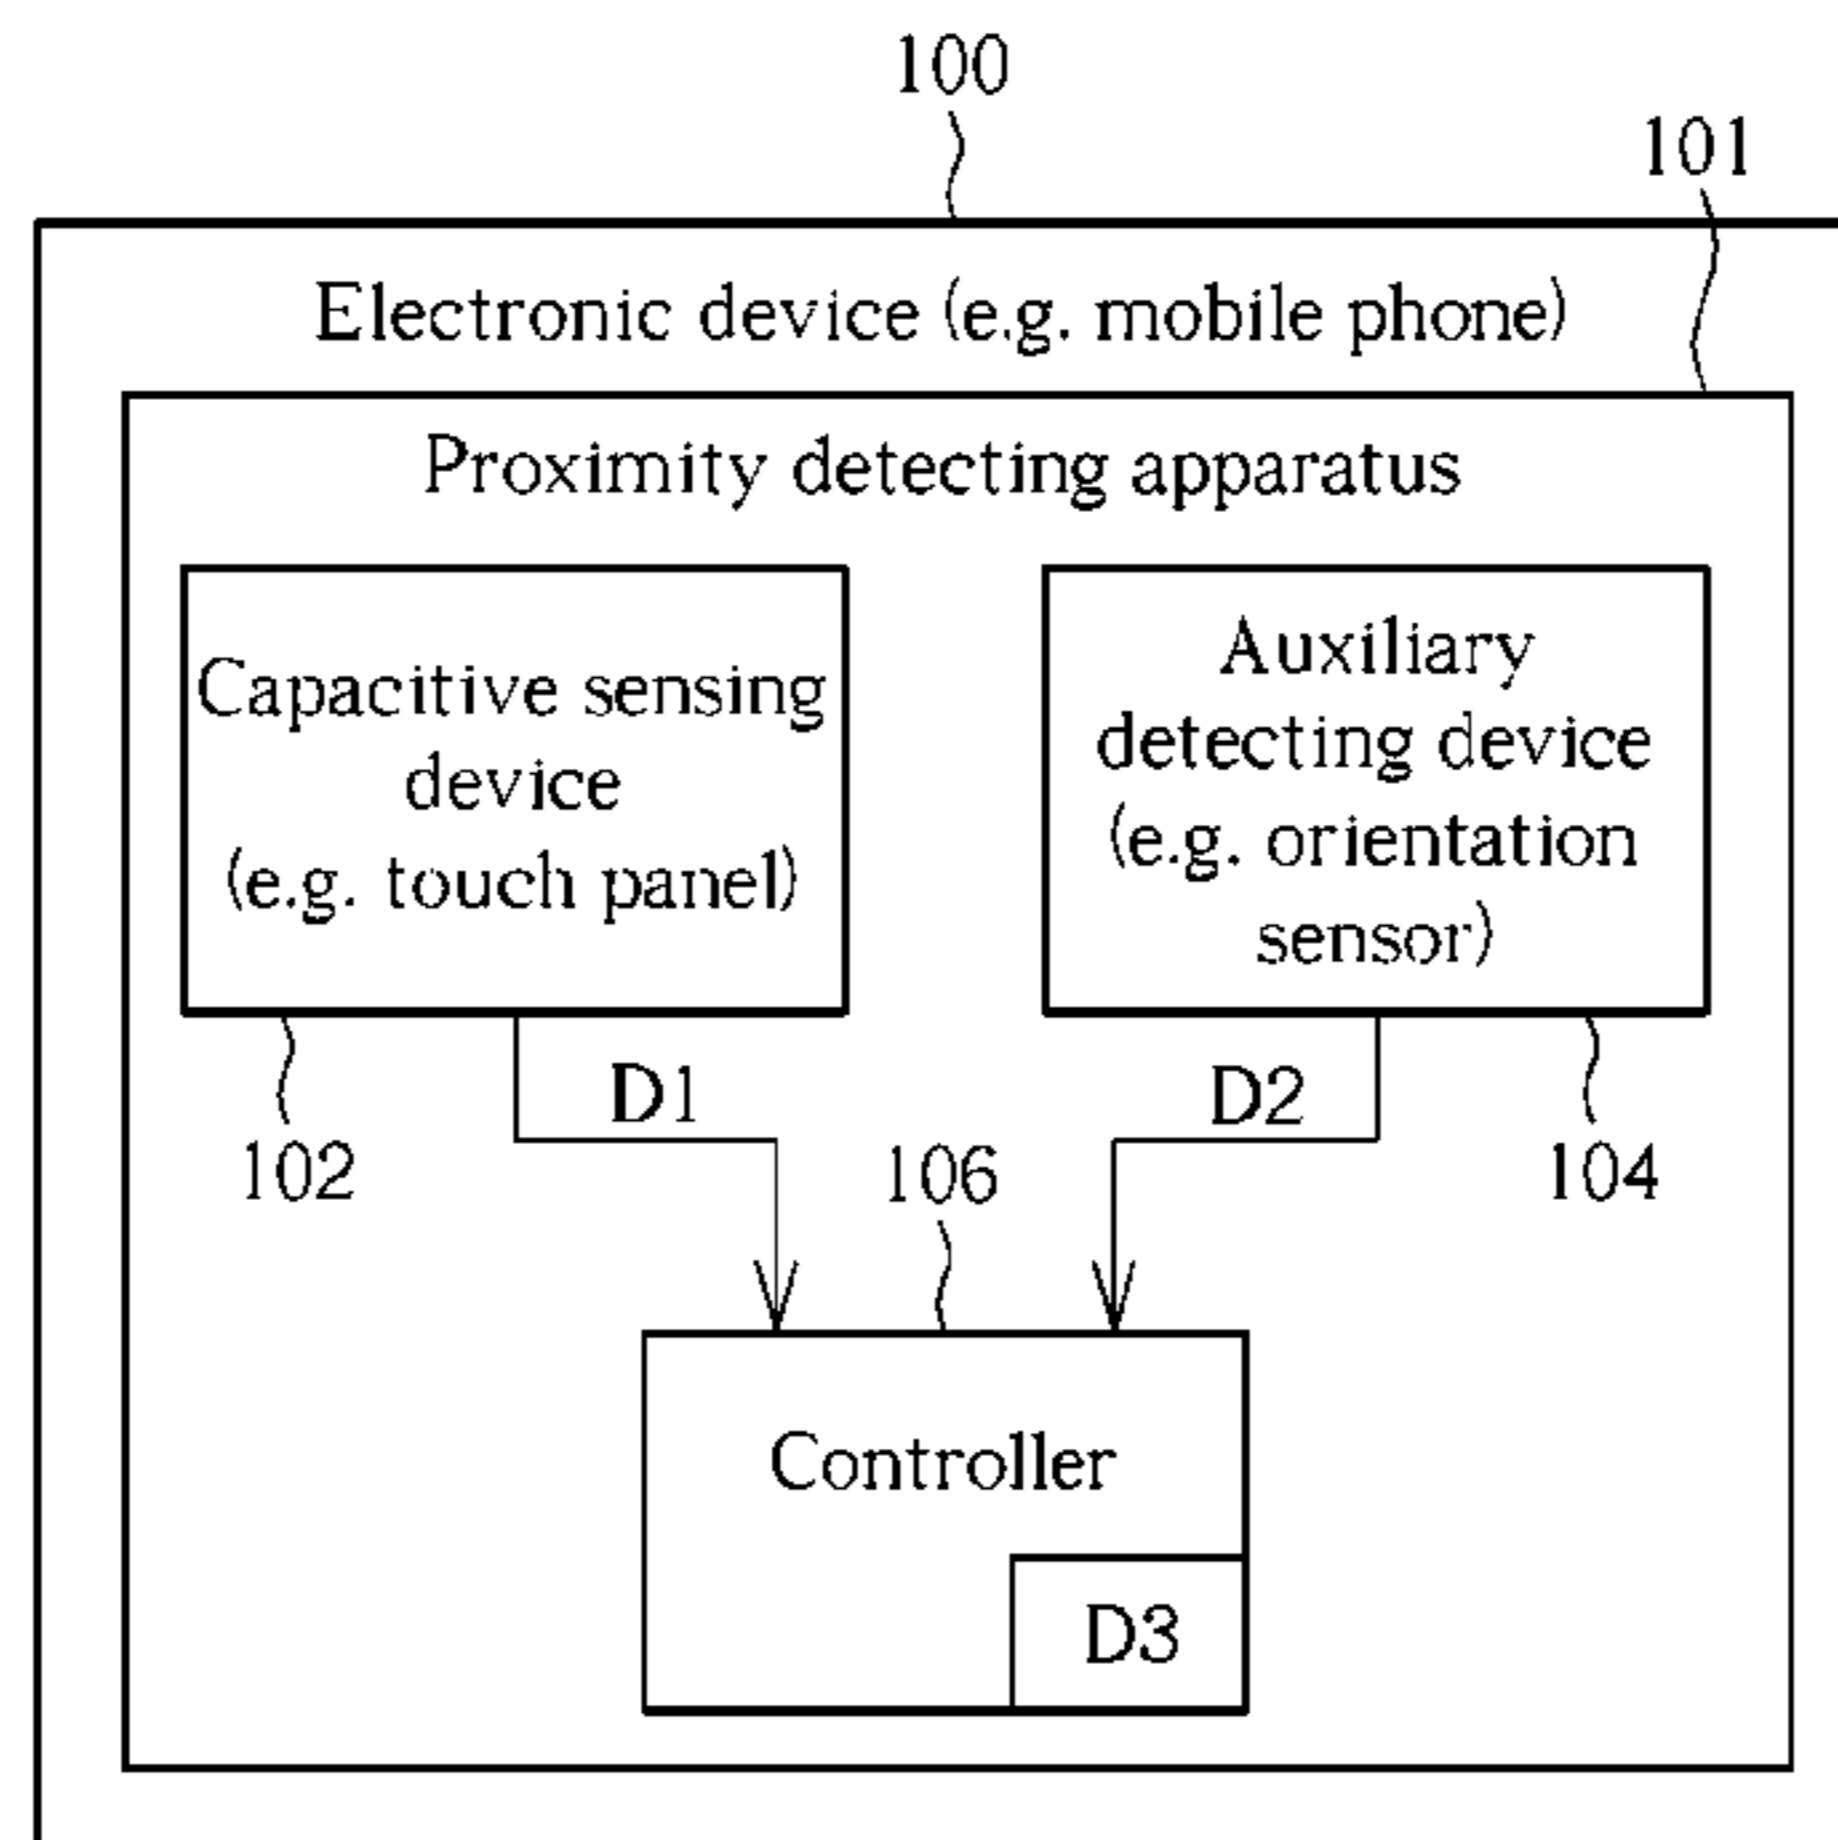 100
101
Electronic device (e.g. mobile phone)
Proximity detecting apparatus
Capacitive sensing
device
(e.g. touch panel)
Auxiliary
detecting device
(e.g. orientation
sensor)
D1
D2
102
106
104
Controller
D3